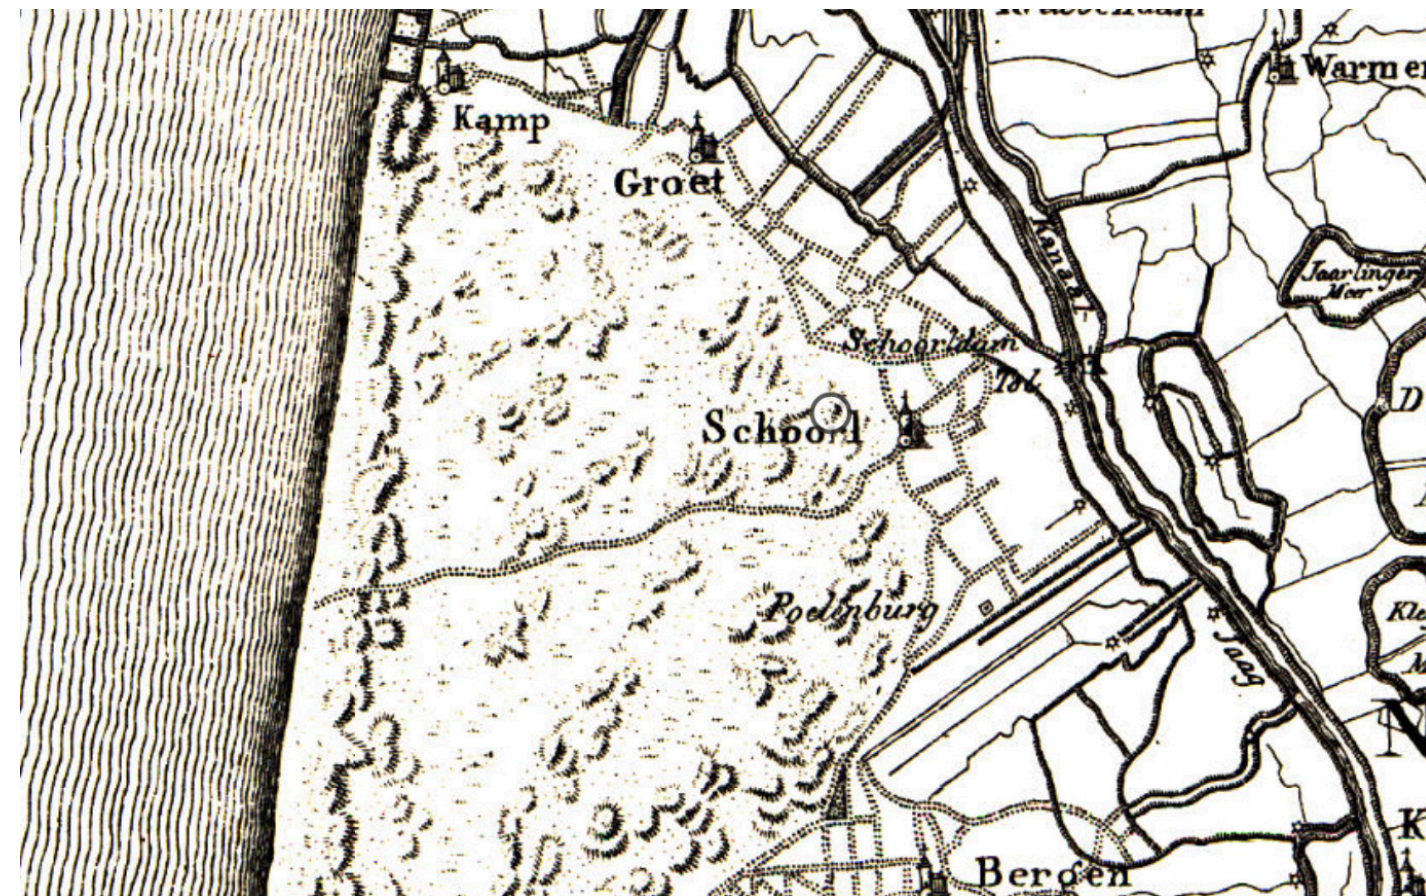 Warmer
Kamp
Groet
Kanaal
Jaarlinger
Meer
Schoorldam
Tol
D
Schoorl
Poelenburg
Jaag
K
Bergen